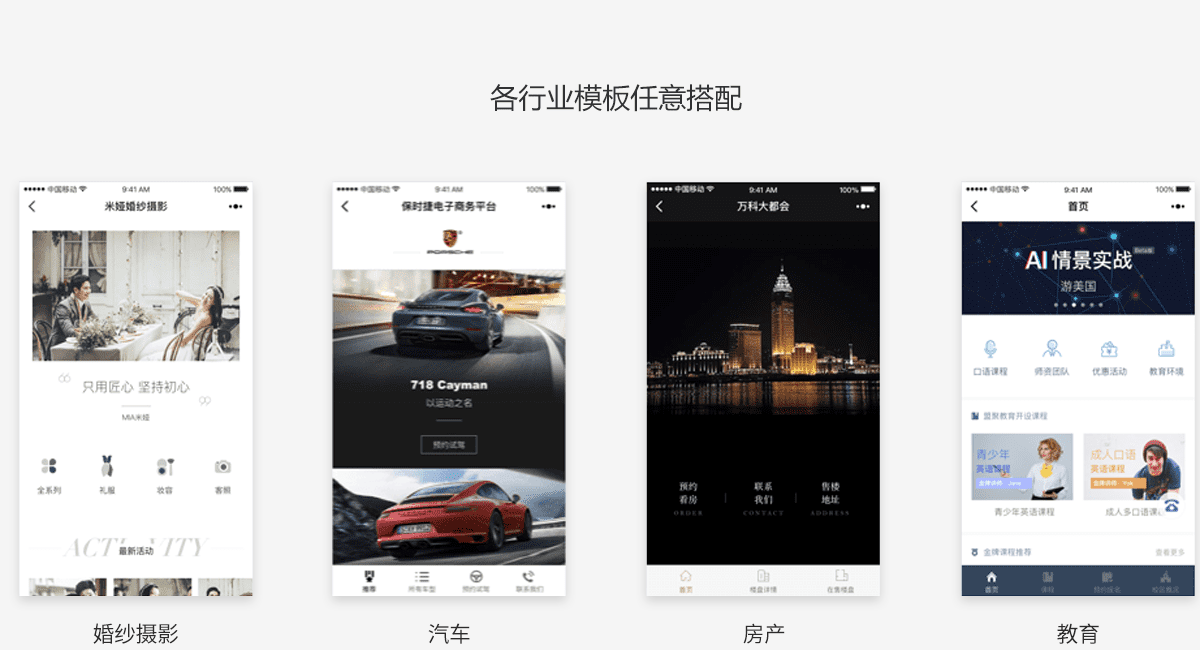 各行业模板任意搭配
中国移动 9:41 AM 100%
米娅婚纱摄影
只用匠心 坚持初心
MIA米娅
全系列 礼服 妆容 客照
ACTIVITY
最新活动
婚纱摄影
中国移动 9:41 AM 100%
保时捷电子商务平台
PORSCHE
718 Cayman
以运动之名
预约试驾
推荐 所有车型 预约试驾 联系我们
汽车
中国移动 9:41 AM 100%
万科大都会
预约 联系 售楼
看房 我们 地址
ORDER CONTACT ADDRESS
首页 楼盘详情 在售楼盘
房产
中国移动 9:41 AM 100%
首页
AI 情景实战
游美国
口语课程 师资团队 优惠活动 教育环境
盟聚教育开设课程
青少年 成人口语
英语课程 英语课程
金牌讲师: Jane 金牌讲师: Yuk
青少年英语课程 成人多口语课
金牌课程推荐 查看更多
首页 课程 预约报名 校区概况
教育